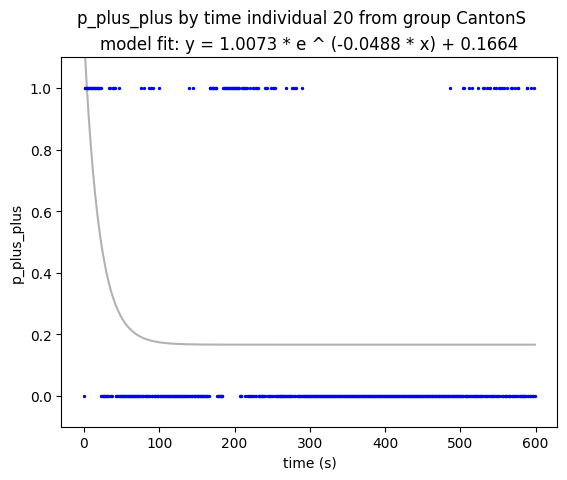 p_plus_plus by time individual 20 from group CantonS
model fit: y = 1.0073 * e ^ (-0.0488 * x) + 0.1664
1.0
0.8
0.6
0.4
0.2
0.0
p_plus_plus
0 100 200 300 400 500 600
time (s)